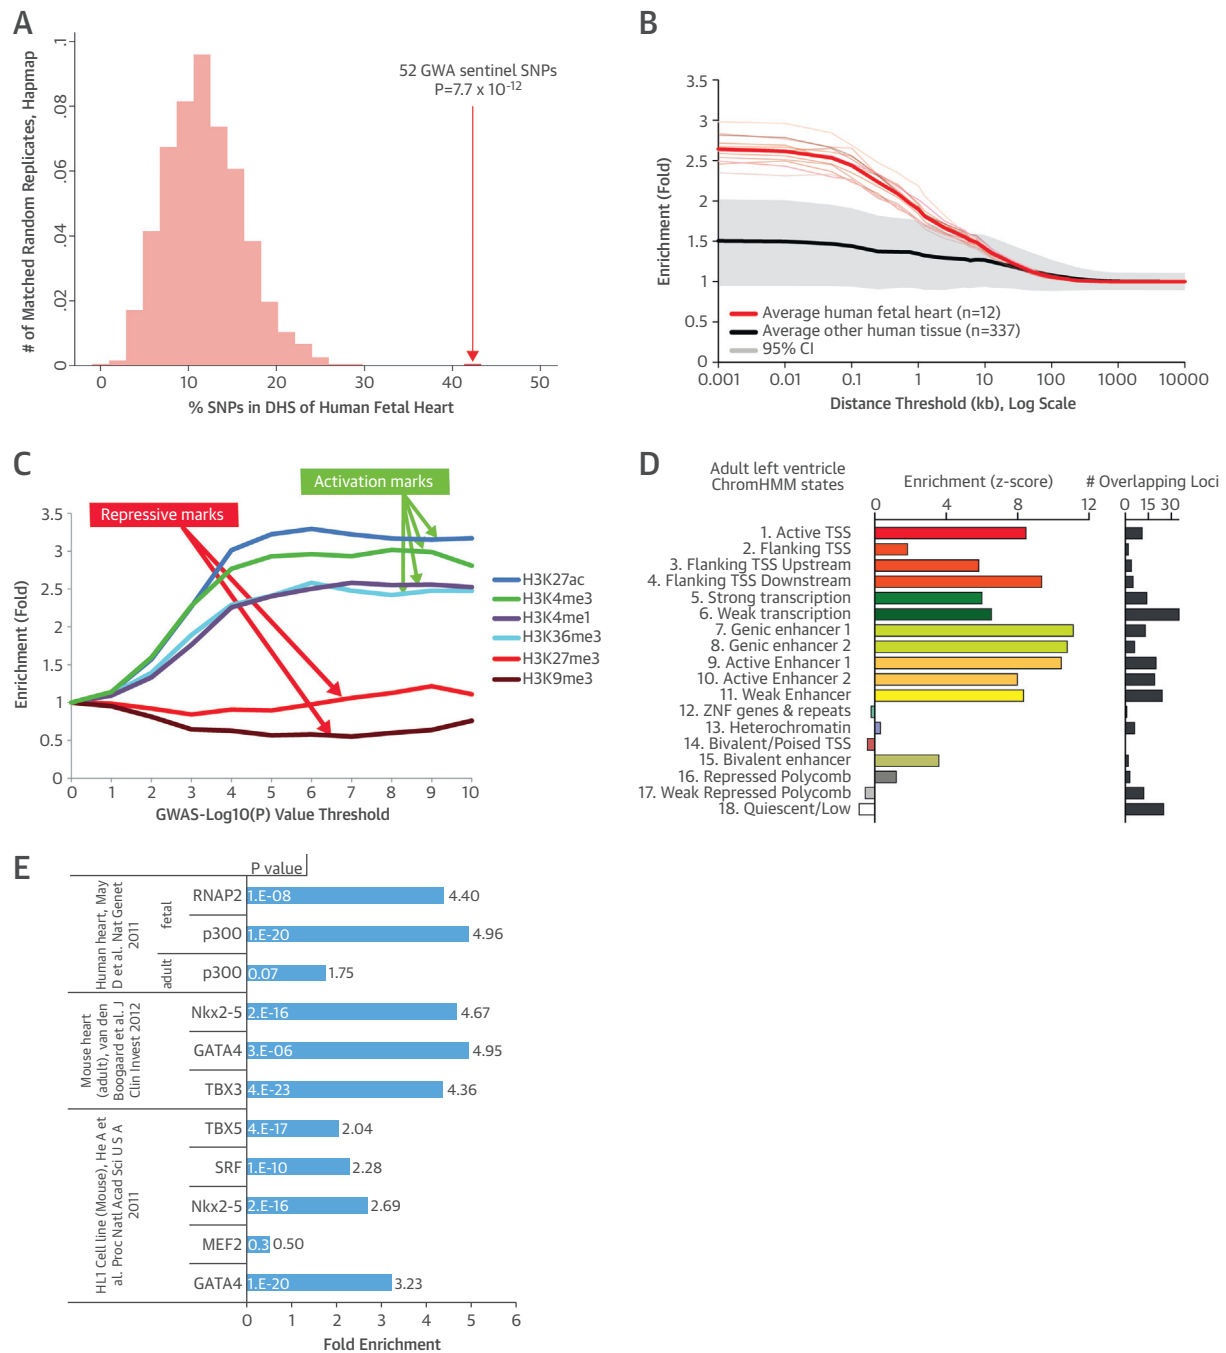 A
# of Matched Random Replicates, Hapmap
.1
.08
.06
.04
.02
0
52 GWA sentinel SNPs
P=7.7 x 10-12
0 10 20 30 40 50
% SNPs in DHS of Human Fetal Heart
B
Enrichment (Fold)
3.5
3
2.5
2
1.5
1
0.5
0
Average human fetal heart (n=12)
Average other human tissue (n=337)
95% CI
0.001 0.01 0.1 1 10 100 1000 10000
Distance Threshold (kb), Log Scale
C
Activation marks
Repressive marks
Enrichment (Fold)
3.5
3
2.5
2
1.5
1
0.5
0
H3K27ac
H3K4me3
H3K4me1
H3K36me3
H3K27me3
H3K9me3
0 1 2 3 4 5 6 7 8 9 10
GWAS-Log10(P) Value Threshold
D
Adult left ventricle
ChromHMM states
Enrichment (z-score)
0 4 8 12
# Overlapping Loci
0 15 30
1. Active TSS
2. Flanking TSS
3. Flanking TSS Upstream
4. Flanking TSS Downstream
5. Strong transcription
6. Weak transcription
7. Genic enhancer 1
8. Genic enhancer 2
9. Active Enhancer 1
10. Active Enhancer 2
11. Weak Enhancer
12. ZNF genes & repeats
13. Heterochromatin
14. Bivalent/Poised TSS
15. Bivalent enhancer
16. Repressed Polycomb
17. Weak Repressed Polycomb
18. Quiescent/Low
E
P value
Human heart, May
D et al. Nat Genet
2011
fetal
RNAP2 1.E-08 4.40
p300 1.E-20 4.96
adult
p300 0.07 1.75
Mouse heart
(adult), van den
Boogaard et al. J
Clin Invest 2012
Nkx2-5 2.E-16 4.67
GATA4 3.E-06 4.95
TBX3 4.E-23 4.36
HL1 Cell line (Mouse), He A et
al. Proc Natl Acad Sci U S A
2011
TBX5 4.E-17 2.04
SRF 1.E-10 2.28
Nkx2-5 2.E-16 2.69
MEF2 0.3 0.50
GATA4 1.E-20 3.23
0 1 2 3 4 5 6
Fold Enrichment